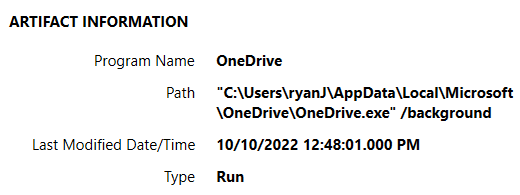 ARTIFACT INFORMATION
Program Name OneDrive
Path "C:\Users\ryanJ\AppData\Local\Microsoft
\OneDrive\OneDrive.exe" /background
Last Modified Date/Time 10/10/2022 12:48:01.000 PM
Type Run